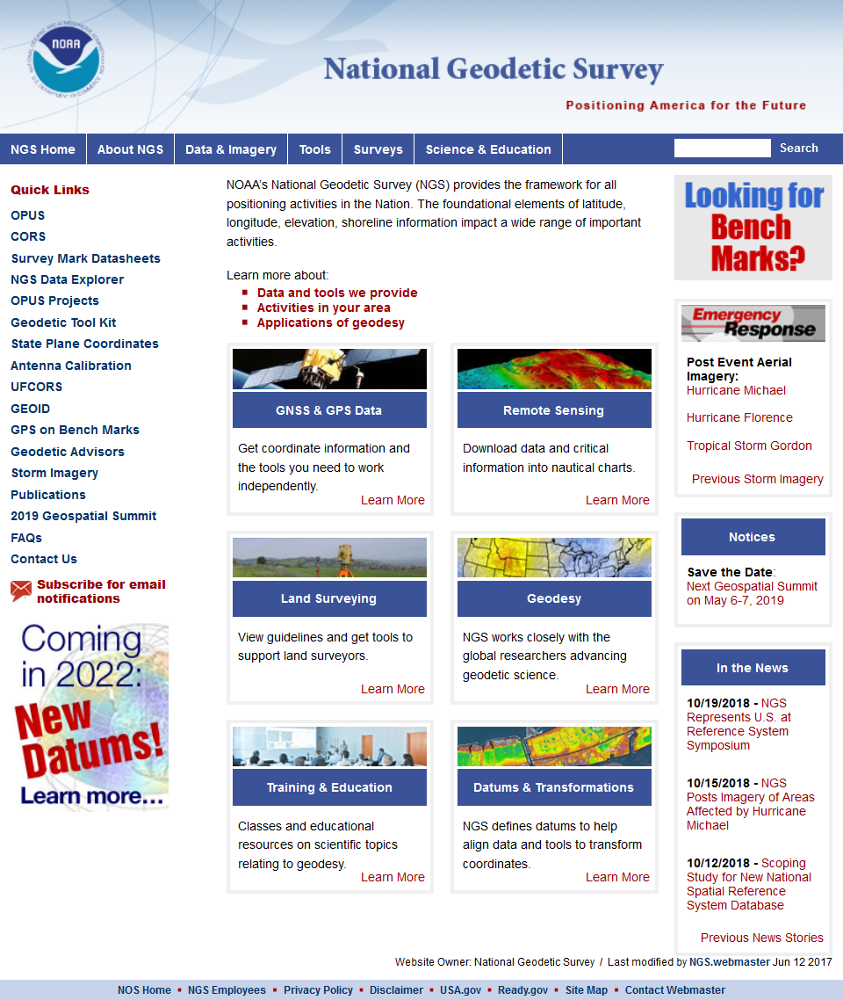 NOAA
NATIONAL OCEANIC AND ATMOSPHERIC ADMINISTRATION
U.S. DEPARTMENT OF COMMERCE
National Geodetic Survey
Positioning America for the Future
NGS Home
About NGS
Data & Imagery
Tools
Surveys
Science & Education
Search
Quick Links
OPUS
CORS
Survey Mark Datasheets
NGS Data Explorer
OPUS Projects
Geodetic Tool Kit
State Plane Coordinates
Antenna Calibration
UFCORS
GEOID
GPS on Bench Marks
Geodetic Advisors
Storm Imagery
Publications
2019 Geospatial Summit
FAQs
Contact Us
Subscribe for email
notifications
Coming
in 2022:
New
Datums!
Learn more...
NOAA’s National Geodetic Survey (NGS) provides the framework for all
positioning activities in the Nation. The foundational elements of latitude,
longitude, elevation, shoreline information impact a wide range of important
activities.
Learn more about:
Data and tools we provide
Activities in your area
Applications of geodesy
GNSS & GPS Data
Get coordinate information and
the tools you need to work
independently.
Learn More
Remote Sensing
Download data and critical
information into nautical charts.
Learn More
Land Surveying
View guidelines and get tools to
support land surveyors.
Learn More
Geodesy
NGS works closely with the
global researchers advancing
geodetic science.
Learn More
Training & Education
Classes and educational
resources on scientific topics
relating to geodesy.
Learn More
Datums & Transformations
NGS defines datums to help
align data and tools to transform
coordinates.
Learn More
Looking for
Bench
Marks?
Emergency
Response
Post Event Aerial
Imagery:
Hurricane Michael
Hurricane Florence
Tropical Storm Gordon
Previous Storm Imagery
Notices
Save the Date:
Next Geospatial Summit
on May 6-7, 2019
In the News
10/19/2018 - NGS
Represents U.S. at
Reference System
Symposium
10/15/2018 - NGS
Posts Imagery of Areas
Affected by Hurricane
Michael
10/12/2018 - Scoping
Study for New National
Spatial Reference
System Database
Previous News Stories
Website Owner: National Geodetic Survey / Last modified by NGS.webmaster Jun 12 2017
NOS Home ▪ NGS Employees ▪ Privacy Policy ▪ Disclaimer ▪ USA.gov ▪ Ready.gov ▪ Site Map ▪ Contact Webmaster